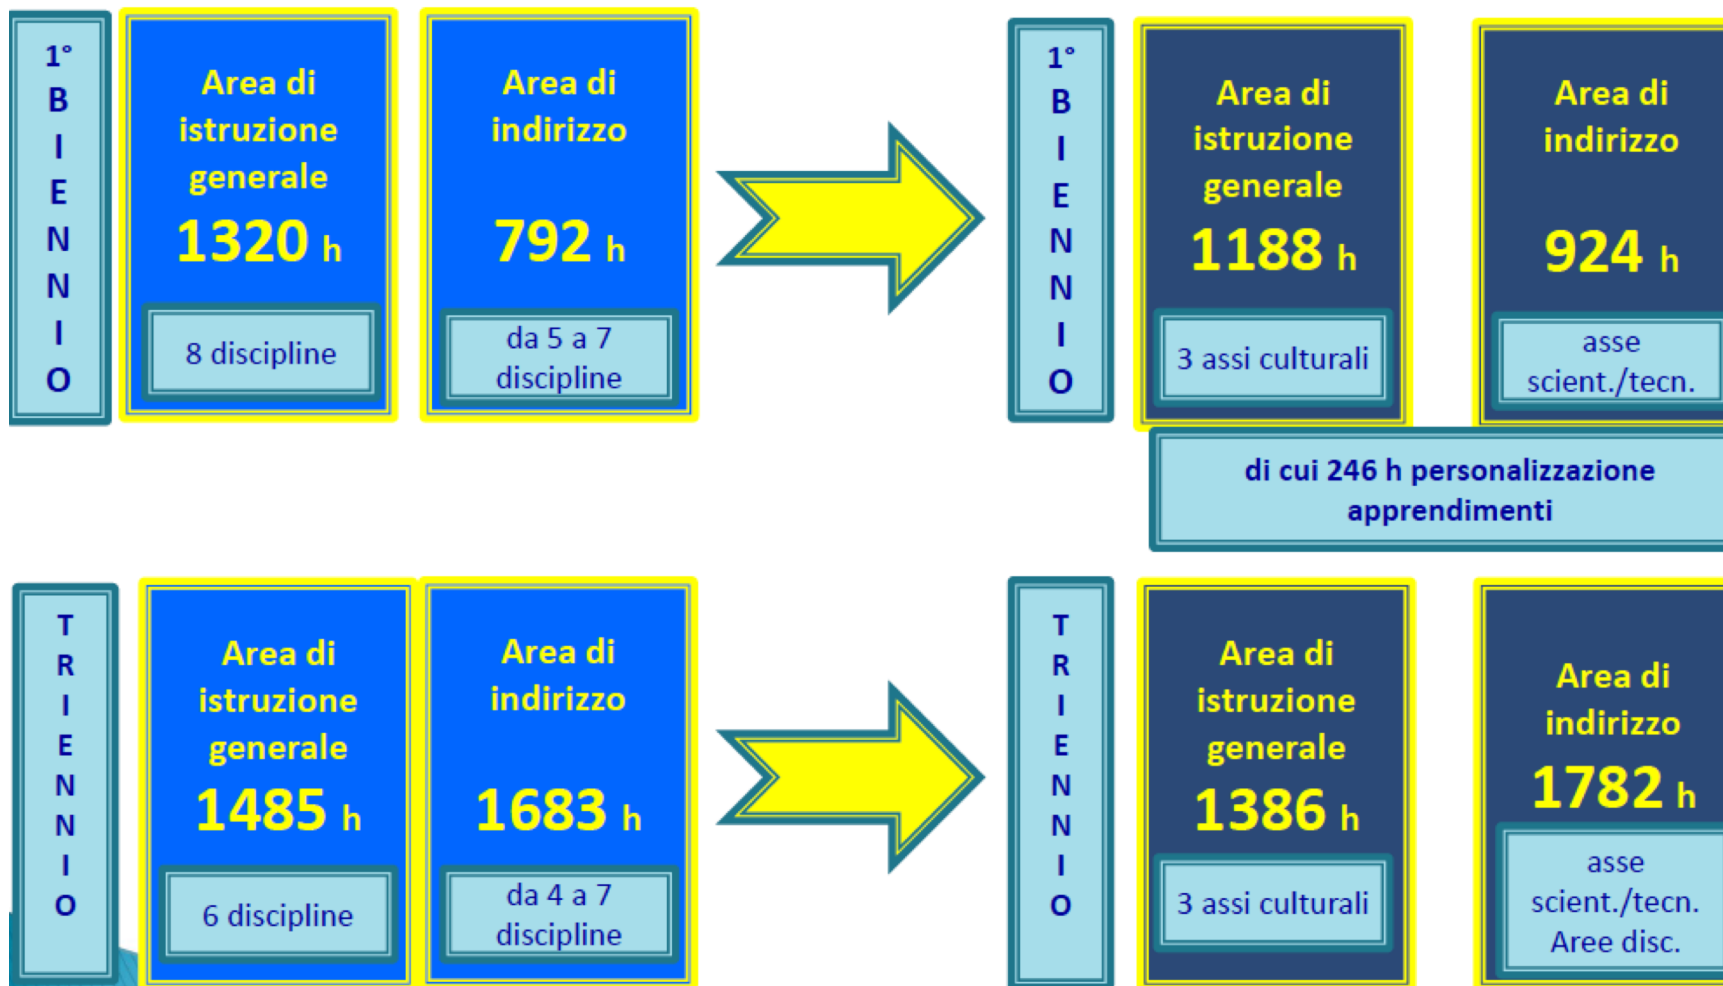 1°
B
I
E
N
N
I
O
Area di
istruzione
generale
1320 h
8 discipline
Area di
indirizzo
792 h
da 5 a 7
discipline
1°
B
I
E
N
N
I
O
Area di
istruzione
generale
1188 h
3 assi culturali
Area di
indirizzo
924 h
asse
scient./tecn.
di cui 246 h personalizzazione
apprendimenti
T
R
I
E
N
N
I
O
Area di
istruzione
generale
1485 h
6 discipline
Area di
indirizzo
1683 h
da 4 a 7
discipline
T
R
I
E
N
N
I
O
Area di
istruzione
generale
1386 h
3 assi culturali
Area di
indirizzo
1782 h
asse
scient./tecn.
Aree disc.